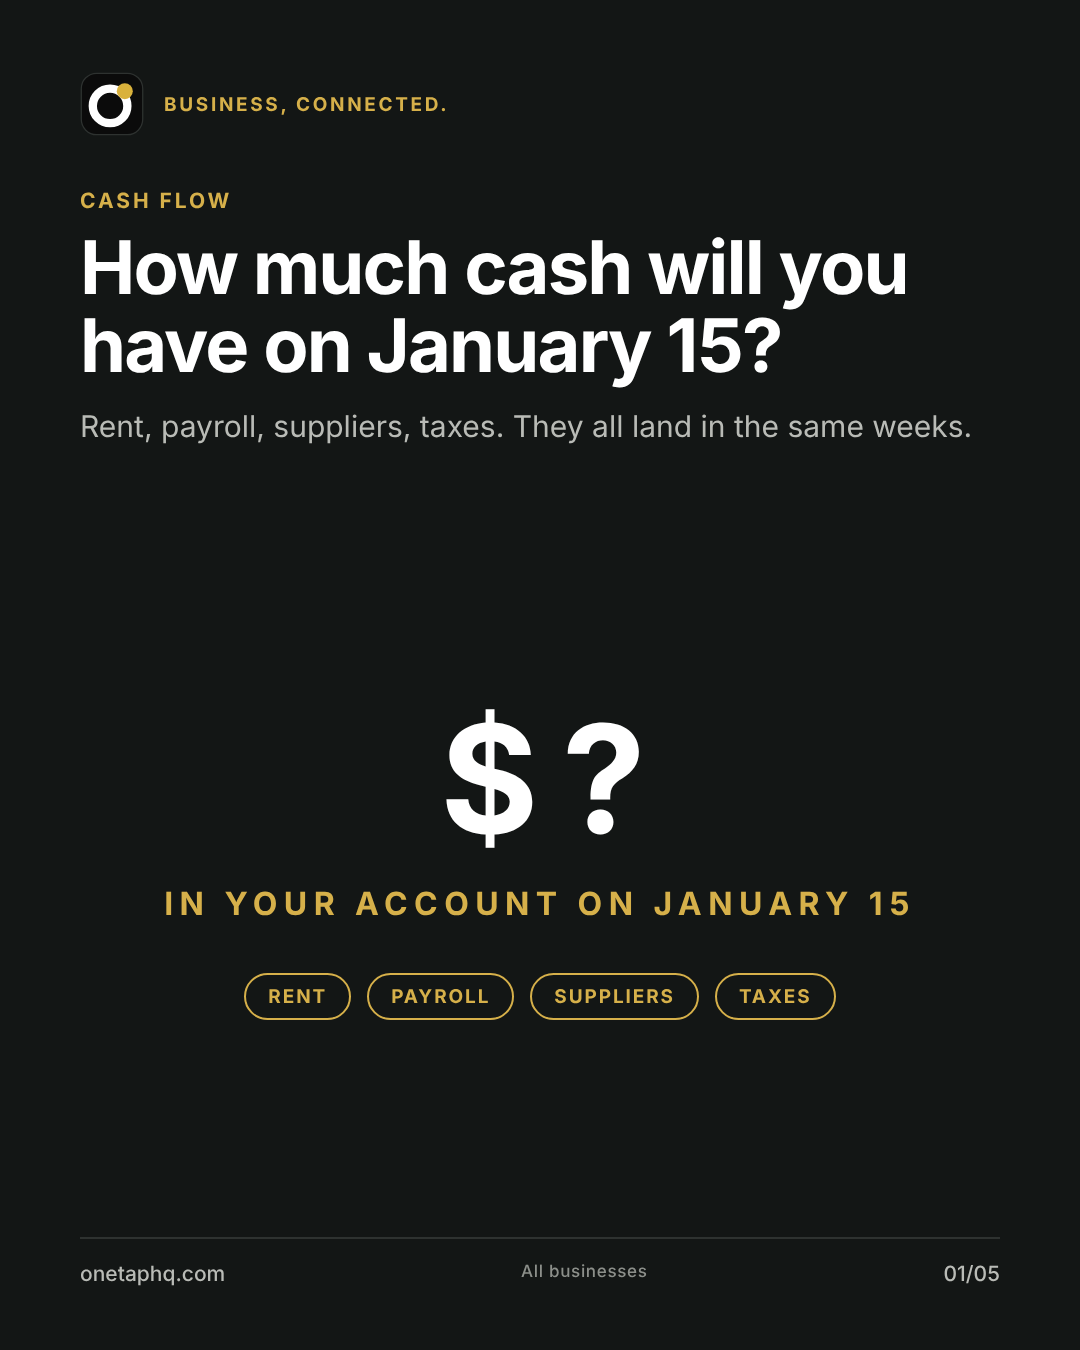 BUSINESS, CONNECTED.
CASH FLOW
How much cash will you
have on January 15?
Rent, payroll, suppliers, taxes. They all land in the same weeks.
$ ?
IN YOUR ACCOUNT ON JANUARY 15
RENT PAYROLL SUPPLIERS TAXES
onetaphq.com All businesses 01/05